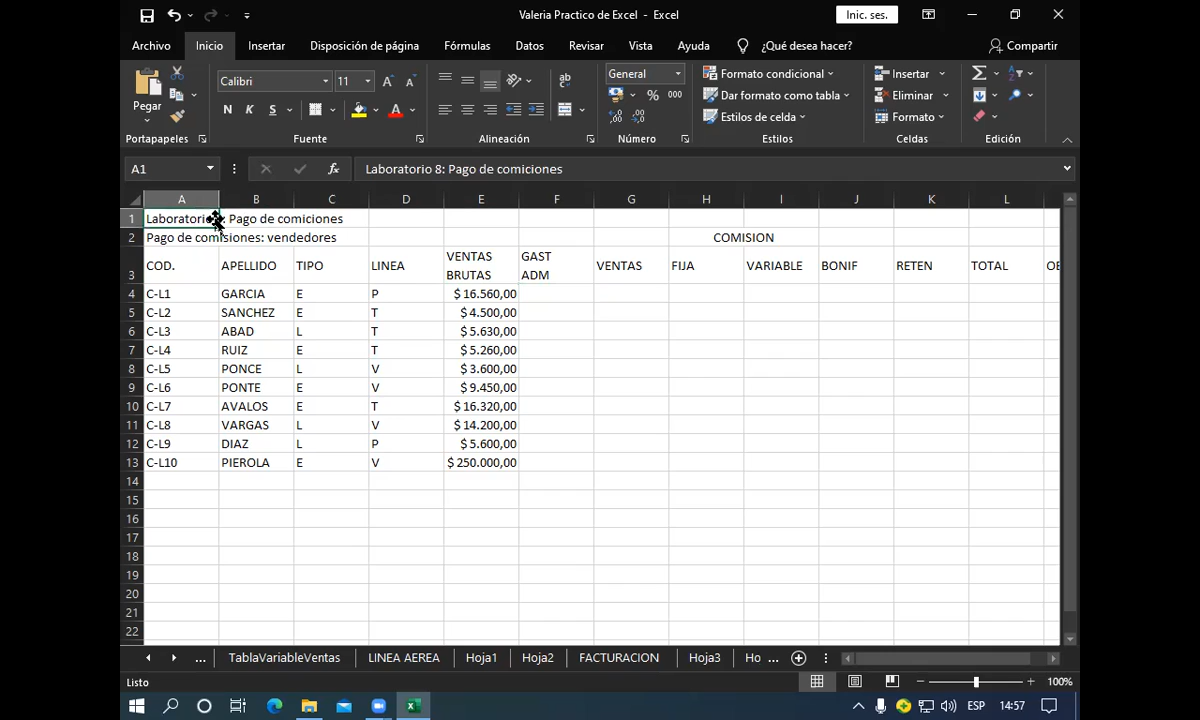 Valeria Practico de Excel - Excel
Inic. ses.
Archivo Inicio Insertar Disposición de página Fórmulas Datos Revisar Vista Ayuda ¿Qué desea hacer? Compartir
Pegar
Calibri 11
N K S
General
% 000
Formato condicional
Dar formato como tabla
Estilos de celda
Insertar
Eliminar
Formato
Portapapeles Fuente Alineación Número Estilos Celdas Edición
A1 fx Laboratorio 8: Pago de comiciones
A B C D E F G H I J K L
1 : Pago de comiciones
2 Pago de comisiones: vendedores COMISION
3 COD. APELLIDO TIPO LINEA VENTAS BRUTAS GAST ADM VENTAS FIJA VARIABLE BONIF RETEN TOTAL
4 C-L1 GARCIA E P $ 16.560,00
5 C-L2 SANCHEZ E T $ 4.500,00
6 C-L3 ABAD L T $ 5.630,00
7 C-L4 RUIZ E T $ 5.260,00
8 C-L5 PONCE L V $ 3.600,00
9 C-L6 PONTE E V $ 9.450,00
10 C-L7 AVALOS E T $ 16.320,00
11 C-L8 VARGAS L V $ 14.200,00
12 C-L9 DIAZ L P $ 5.600,00
13 C-L10 PIEROLA E V $ 250.000,00
14
15
16
17
18
19
20
21
22
... TablaVariableVentas LINEA AEREA Hoja1 Hoja2 FACTURACION Hoja3 Ho ...
Listo 100%
ESP 14:57